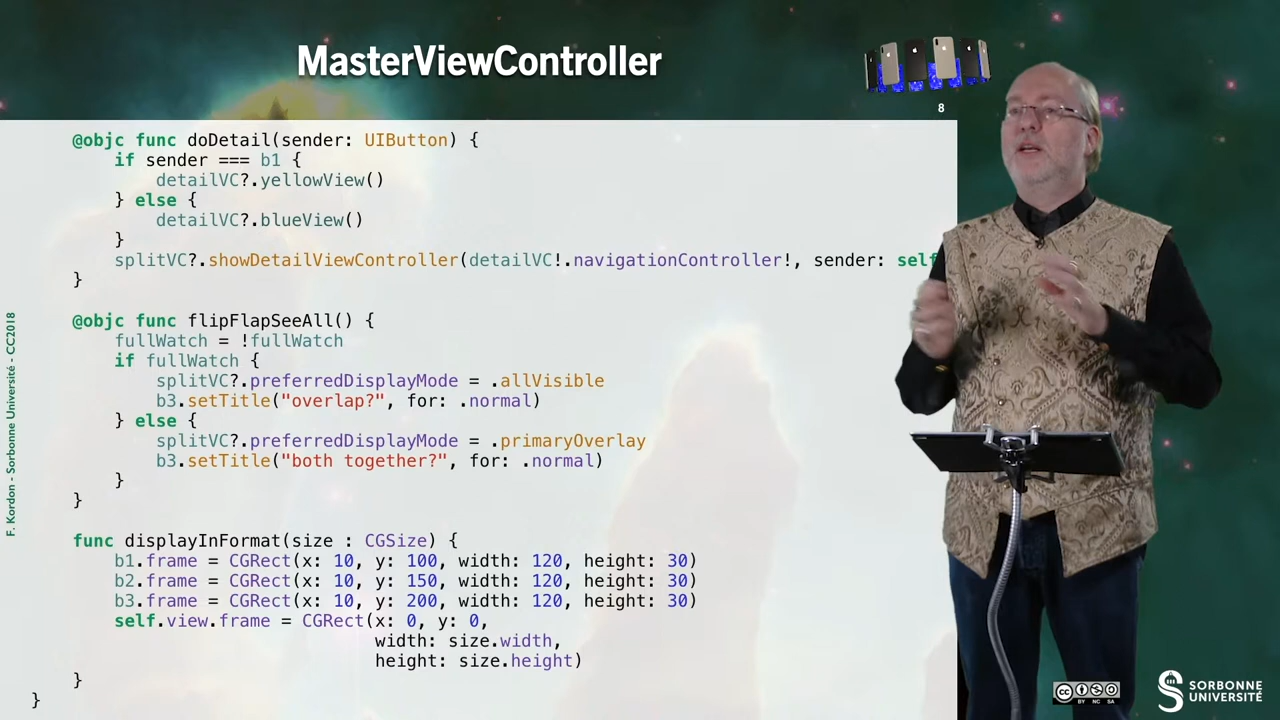 MasterViewController
8
@objc func doDetail(sender: UIButton) {
if sender === b1 {
detailVC?.yellowView()
} else {
detailVC?.blueView()
}
splitVC?.showDetailViewController(detailVC!.navigationController!, sender: self
}
@objc func flipFlapSeeAll() {
fullWatch = !fullWatch
if fullWatch {
splitVC?.preferredDisplayMode = .allVisible
b3.setTitle("overlap?", for: .normal)
} else {
splitVC?.preferredDisplayMode = .primaryOverlay
b3.setTitle("both together?", for: .normal)
}
}
func displayInFormat(size : CGSize) {
b1.frame = CGRect(x: 10, y: 100, width: 120, height: 30)
b2.frame = CGRect(x: 10, y: 150, width: 120, height: 30)
b3.frame = CGRect(x: 10, y: 200, width: 120, height: 30)
self.view.frame = CGRect(x: 0, y: 0,
width: size.width,
height: size.height)
}
}
F. Kordon - Sorbonne Université - CC2018
cc
BY NC SA
SORBONNE
UNIVERSITÉ